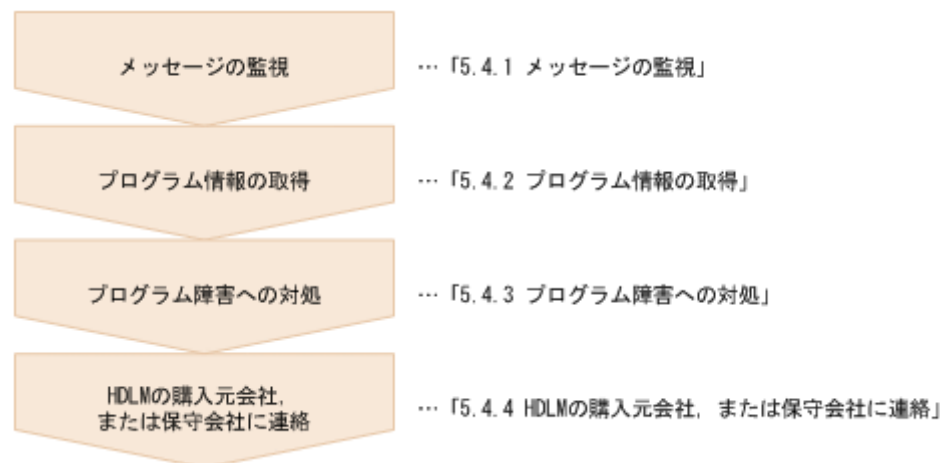 メッセージの監視 … 「5.4.1 メッセージの監視」
プログラム情報の取得 … 「5.4.2 プログラム情報の取得」
プログラム障害への対処 … 「5.4.3 プログラム障害への対処」
HDLMの購入元会社,
または保守会社に連絡 … 「5.4.4 HDLMの購入元会社, または保守会社に連絡」